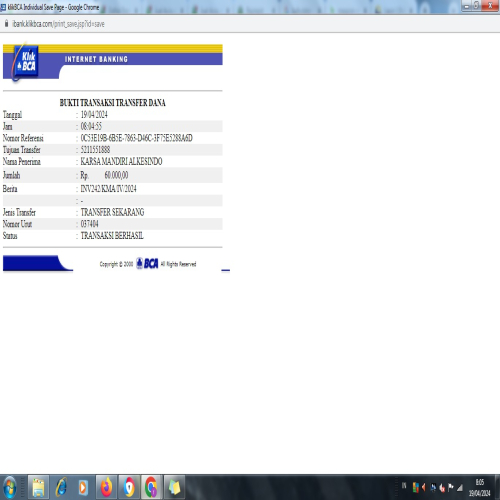 klikBCA Individual Save Page - Google Chrome
ibank.klikbca.com/print_save.jsp?id=save
Klik BCA
INTERNET BANKING
BUKTI TRANSAKSI TRANSFER DANA
Tanggal : 19/04/2024
Jam : 08:04:55
Nomor Referensi : 0C53E19B-6B5E-7863-D46C-3F75E5288A6D
Tujuan Transfer : 5211551888
Nama Penerima : KARSA MANDIRI ALKESINDO
Jumlah : Rp. 60.000,00
Berita : INV242/KMA/IV/2024
: -
Jenis Transfer : TRANSFER SEKARANG
Nomor Urut : 037404
Status : TRANSAKSI BERHASIL
Copyright © 2000 BCA All Rights Reserved
IN
8:05
19/04/2024